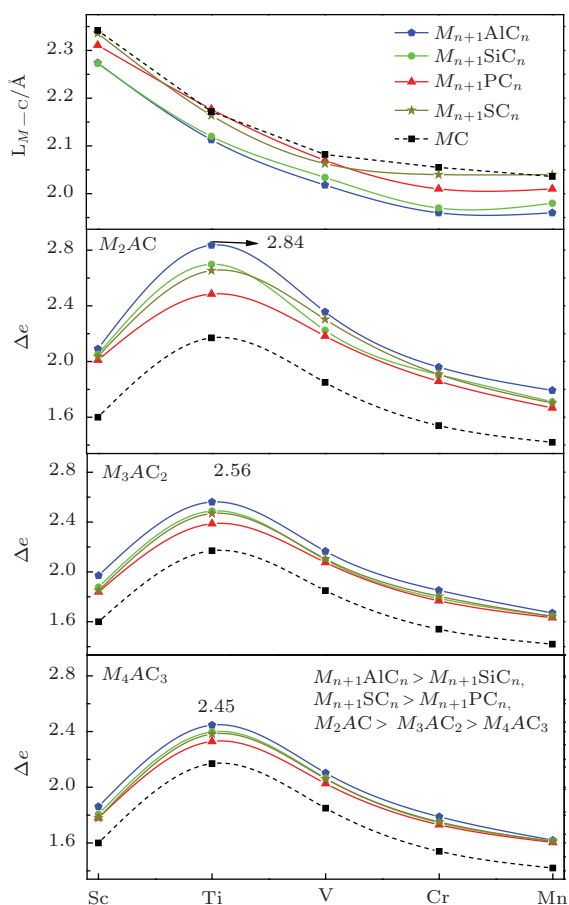 L_{M−C}/Å
2.3
2.2
2.1
2.0
M_{n+1}AlC_n
M_{n+1}SiC_n
M_{n+1}PC_n
M_{n+1}SC_n
MC
Δe
2.8
2.4
2.0
1.6
M_2AC
2.84
Δe
2.8
2.4
2.0
1.6
M_3AC_2
2.56
Δe
2.8
2.4
2.0
1.6
M_4AC_3
2.45
M_{n+1}AlC_n > M_{n+1}SiC_n,
M_{n+1}SC_n > M_{n+1}PC_n,
M_2AC > M_3AC_2 > M_4AC_3
Sc Ti V Cr Mn